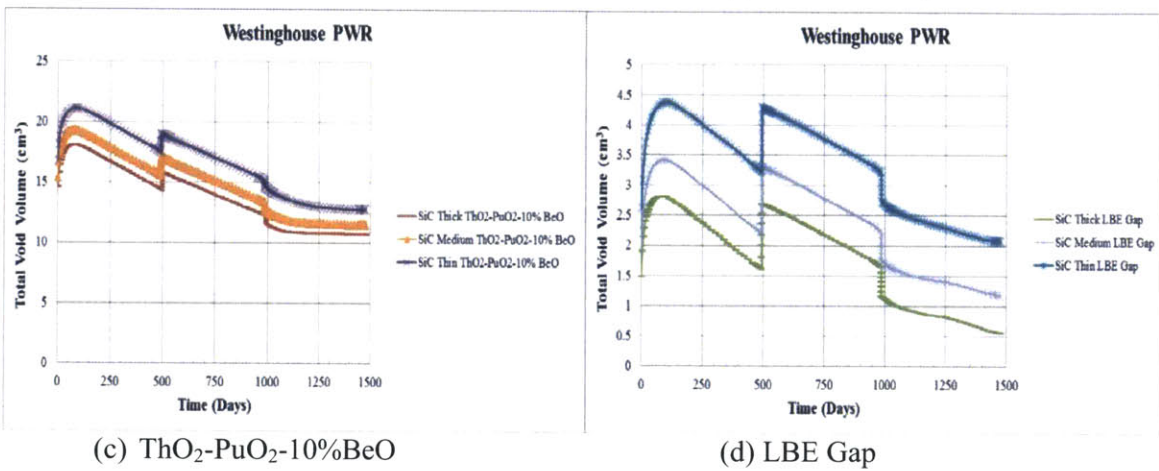 Westinghouse PWR
Total Void Volume (cm³)
25
20
15
10
5
0
0 250 500 750 1000 1250 1500
Time (Days)
SiC Thick ThO2-PuO2-10% BeO
SiC Medium ThO2-PuO2-10% BeO
SiC Thin ThO2-PuO2-10% BeO
(c) ThO₂-PuO₂-10%BeO
Westinghouse PWR
Total Void Volume (cm³)
5
4.5
4
3.5
3
2.5
2
1.5
1
0.5
0
0 250 500 750 1000 1250 1500
Time (Days)
SiC Thick LBE Gap
SiC Medium LBE Gap
SiC Thin LBE Gap
(d) LBE Gap